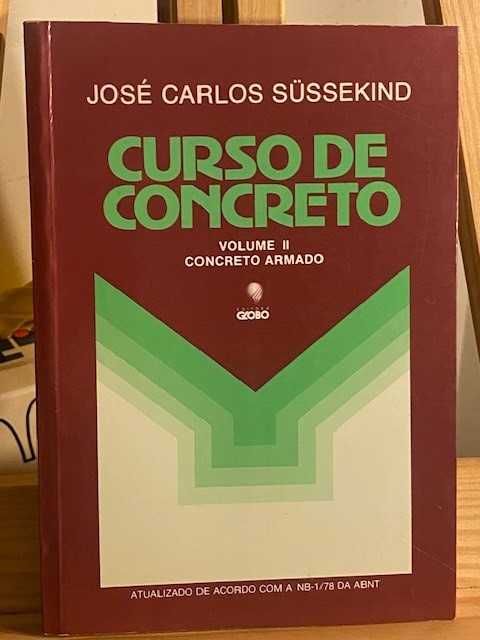 JOSÉ CARLOS SÜSSEKIND
CURSO DE
CONCRETO
VOLUME II
CONCRETO ARMADO
EDITORA
GLOBO
ATUALIZADO DE ACORDO COM A NB-1/78 DA ABNT